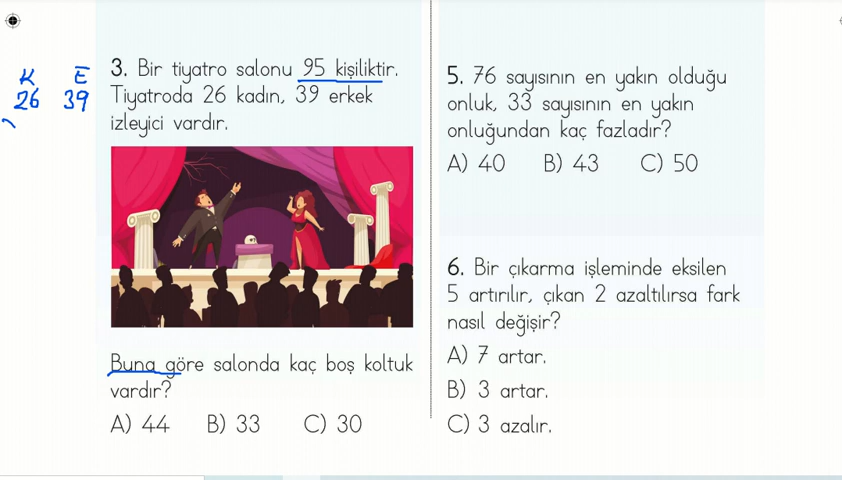 K E
26 39
3. Bir tiyatro salonu 95 kişiliktir.
Tiyatroda 26 kadın, 39 erkek
izleyici vardır.
Buna göre salonda kaç boş koltuk
vardır?
A) 44 B) 33 C) 30
5. 76 sayısının en yakın olduğu
onluk, 33 sayısının en yakın
onluğundan kaç fazladır?
A) 40 B) 43 C) 50
6. Bir çıkarma işleminde eksilen
5 artırılır, çıkan 2 azaltılırsa fark
nasıl değişir?
A) 7 artar.
B) 3 artar.
C) 3 azalır.